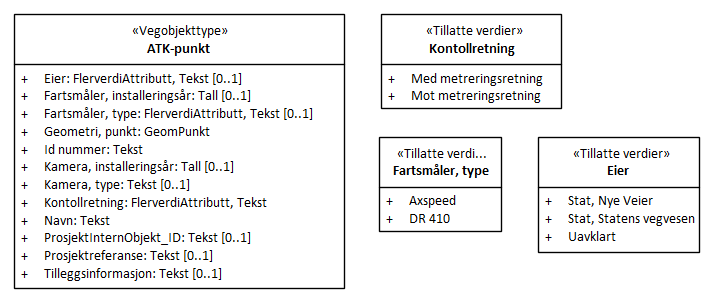 «Vegobjekttype»
ATK-punkt
+ Eier: FlerverdiAttributt, Tekst [0..1]
+ Fartsmåler, installeringsår: Tall [0..1]
+ Fartsmåler, type: FlerverdiAttributt, Tekst [0..1]
+ Geometri, punkt: GeomPunkt
+ Id nummer: Tekst
+ Kamera, installeringsår: Tall [0..1]
+ Kamera, type: Tekst [0..1]
+ Kontollretning: FlerverdiAttributt, Tekst
+ Navn: Tekst
+ ProsjektInternObjekt_ID: Tekst [0..1]
+ Prosjektreferanse: Tekst [0..1]
+ Tilleggsinformasjon: Tekst [0..1]
«Tillatte verdier»
Kontollretning
+ Med metreringsretning
+ Mot metreringsretning
«Tillatte verdi...
Fartsmåler, type
+ Axspeed
+ DR 410
«Tillatte verdier»
Eier
+ Stat, Nye Veier
+ Stat, Statens vegvesen
+ Uavklart